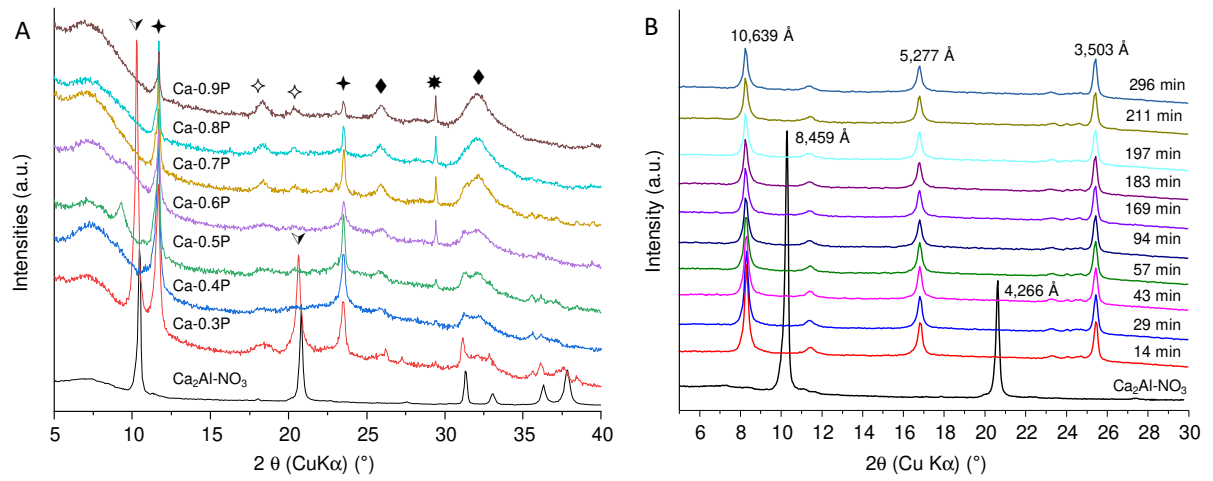 A
Ca-0.9P
Ca-0.8P
Ca-0.7P
Ca-0.6P
Ca-0.5P
Ca-0.4P
Ca-0.3P
Ca₂Al-NO₃
Intensities (a.u.)
5 10 15 20 25 30 35 40
2 θ (CuKα) (°)
B
10,639 Å
5,277 Å
3,503 Å
8,459 Å
4,266 Å
296 min
211 min
197 min
183 min
169 min
94 min
57 min
43 min
29 min
14 min
Ca₂Al-NO₃
Intensity (a.u.)
6 8 10 12 14 16 18 20 22 24 26 28 30
2θ (Cu Kα) (°)